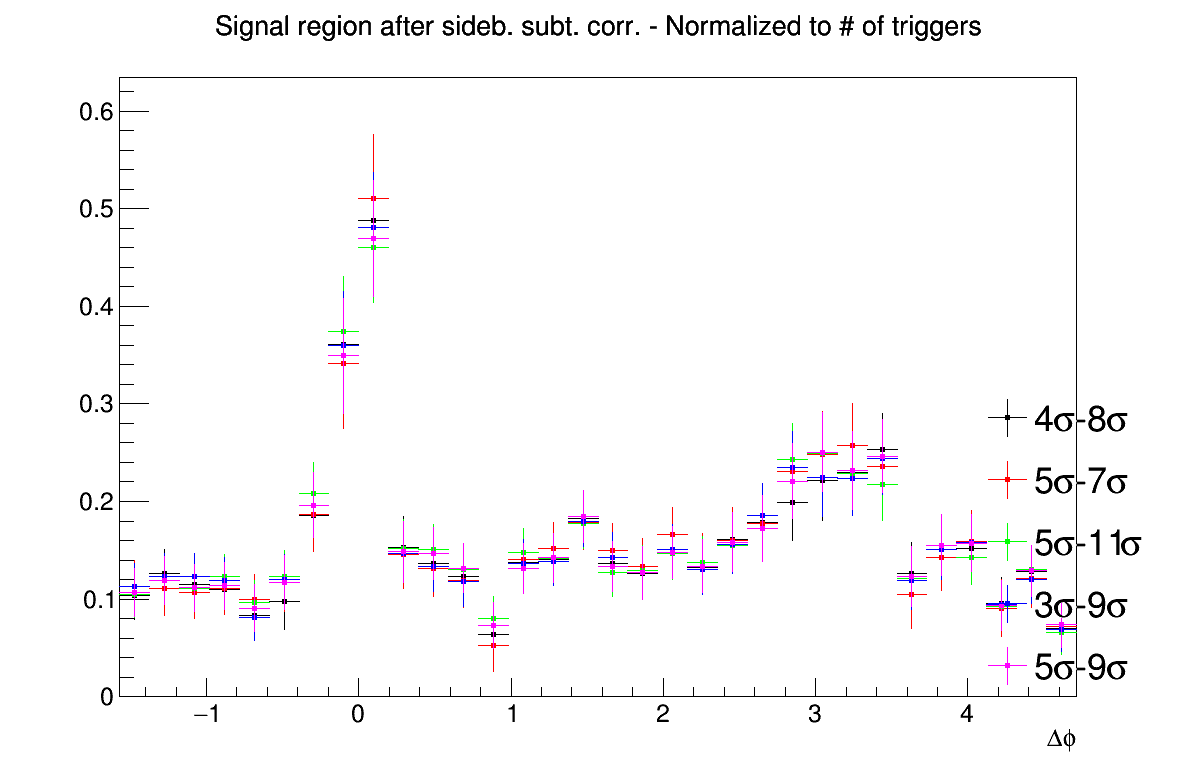 Signal region after sideb. subt. corr. - Normalized to # of triggers
0.6
0.5
0.4
0.3
0.2
0.1
0
4σ-8σ
5σ-7σ
5σ-11σ
3σ-9σ
5σ-9σ
−1 0 1 2 3 4
Δϕ